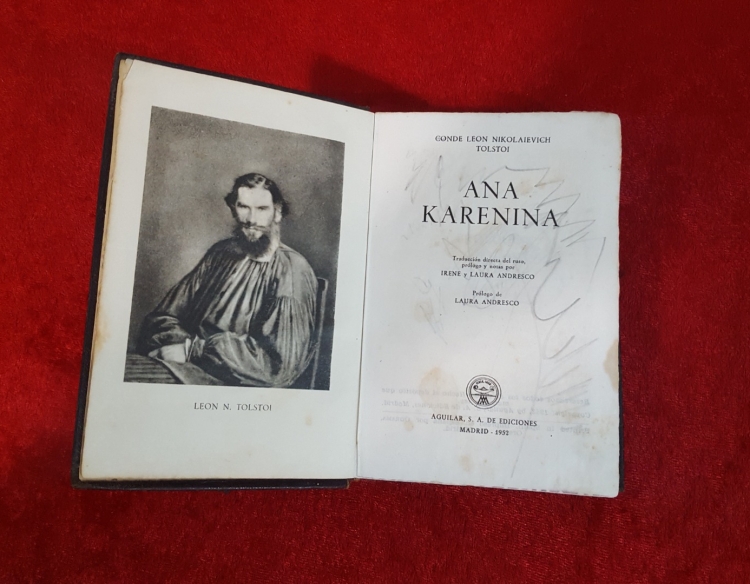 LEON N. TOLSTOI
CONDE LEON NIKOLAIEVICH
TOLSTOI
ANA
KARENINA
Traducción directa del ruso,
prólogo y notas por
IRENE y LAURA ANDRESCO
Prólogo de
LAURA ANDRESCO
AGUILAR, S. A. DE EDICIONES
MADRID - 1952